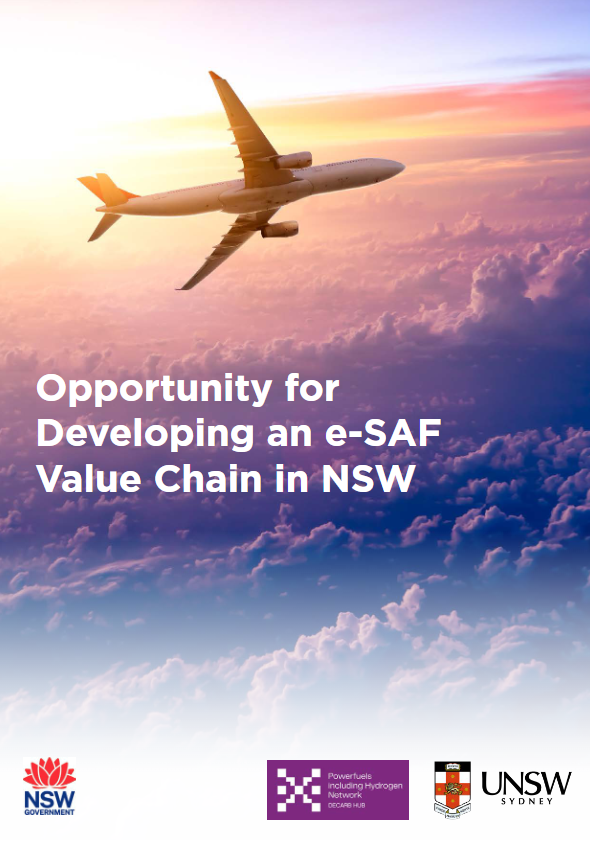 Opportunity for
Developing an e-SAF
Value Chain in NSW
NSW
GOVERNMENT
Powerfuels
including Hydrogen
Network
DECARB HUB
UNSW
SYDNEY